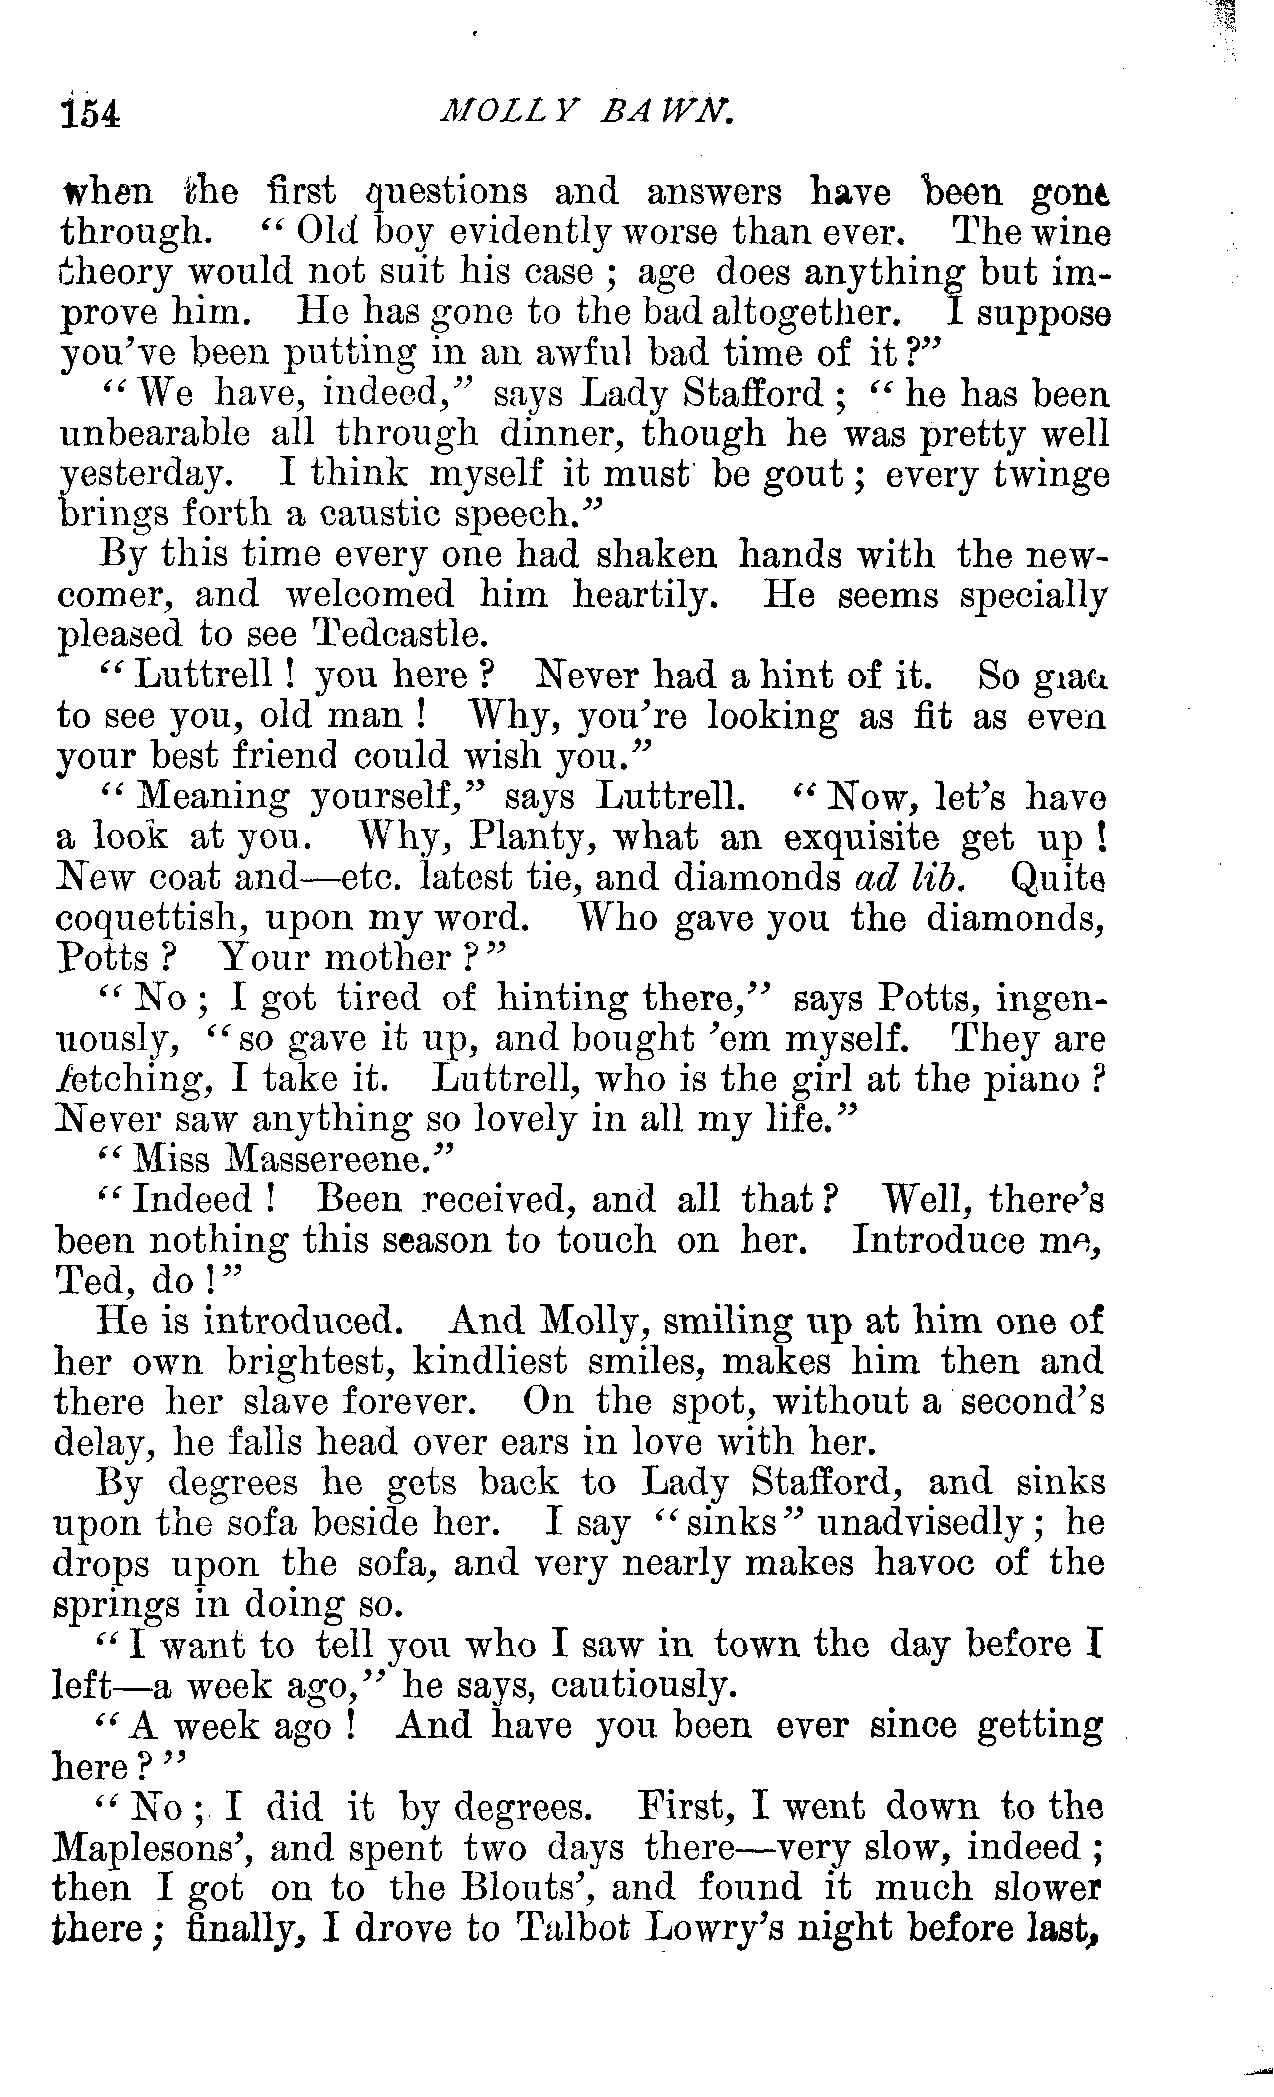 154 MOLLY BAWN.
when the first questions and answers have been gone
through. “ Old boy evidently worse than ever. The wine
theory would not suit his case ; age does anything but im-
prove him. He has gone to the bad altogether. I suppose
you’ve been putting in an awful bad time of it ?”
“ We have, indeed,” says Lady Stafford ; “ he has been
unbearable all through dinner, though he was pretty well
yesterday. I think myself it must be gout ; every twinge
brings forth a caustic speech.”
By this time every one had shaken hands with the new-
comer, and welcomed him heartily. He seems specially
pleased to see Tedcastle.
“ Luttrell ! you here ? Never had a hint of it. So glad
to see you, old man ! Why, you’re looking as fit as even
your best friend could wish you.”
“ Meaning yourself,” says Luttrell. “ Now, let’s have
a look at you. Why, Planty, what an exquisite get up !
New coat and—etc. latest tie, and diamonds ad lib. Quite
coquettish, upon my word. Who gave you the diamonds,
Potts ? Your mother ?”
“ No ; I got tired of hinting there,” says Potts, ingen-
uously, “ so gave it up, and bought ’em myself. They are
fetching, I take it. Luttrell, who is the girl at the piano ?
Never saw anything so lovely in all my life.”
“ Miss Massereene.”
“ Indeed ! Been received, and all that ? Well, there’s
been nothing this season to touch on her. Introduce me,
Ted, do !”
He is introduced. And Molly, smiling up at him one of
her own brightest, kindliest smiles, makes him then and
there her slave forever. On the spot, without a second’s
delay, he falls head over ears in love with her.
By degrees he gets back to Lady Stafford, and sinks
upon the sofa beside her. I say “ sinks” unadvisedly ; he
drops upon the sofa, and very nearly makes havoc of the
springs in doing so.
“ I want to tell you who I saw in town the day before I
left—a week ago,” he says, cautiously.
“ A week ago ! And have you been ever since getting
here ? ”
“ No ; I did it by degrees. First, I went down to the
Maplesons’, and spent two days there—very slow, indeed ;
then I got on to the Blouts’, and found it much slower
there ; finally, I drove to Talbot Lowry’s night before last,